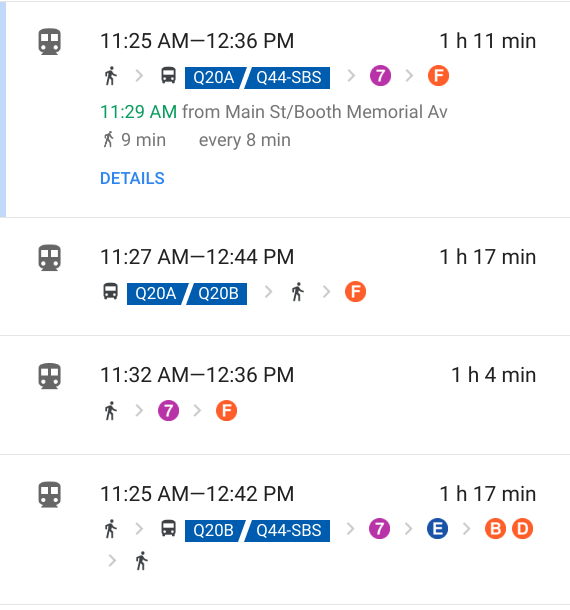 11:25 AM—12:36 PM 1 h 11 min
Q20A Q44-SBS 7 F
11:29 AM from Main St/Booth Memorial Av
9 min every 8 min
DETAILS
11:27 AM—12:44 PM 1 h 17 min
Q20A Q20B F
11:32 AM—12:36 PM 1 h 4 min
7 F
11:25 AM—12:42 PM 1 h 17 min
Q20B Q44-SBS 7 E B D